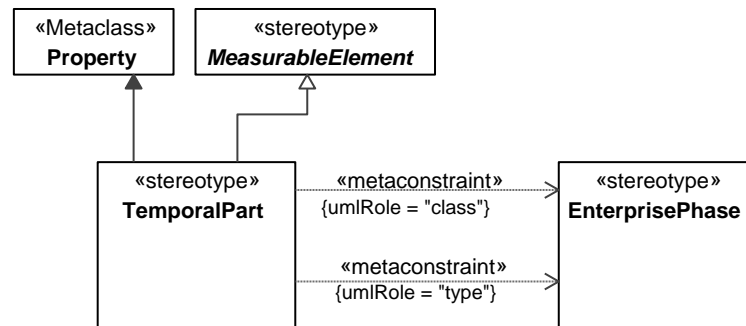 «Metaclass»
Property
«stereotype»
MeasurableElement
«stereotype»
TemporalPart
«metaconstraint»
{umlRole = "class"}
«metaconstraint»
{umlRole = "type"}
«stereotype»
EnterprisePhase